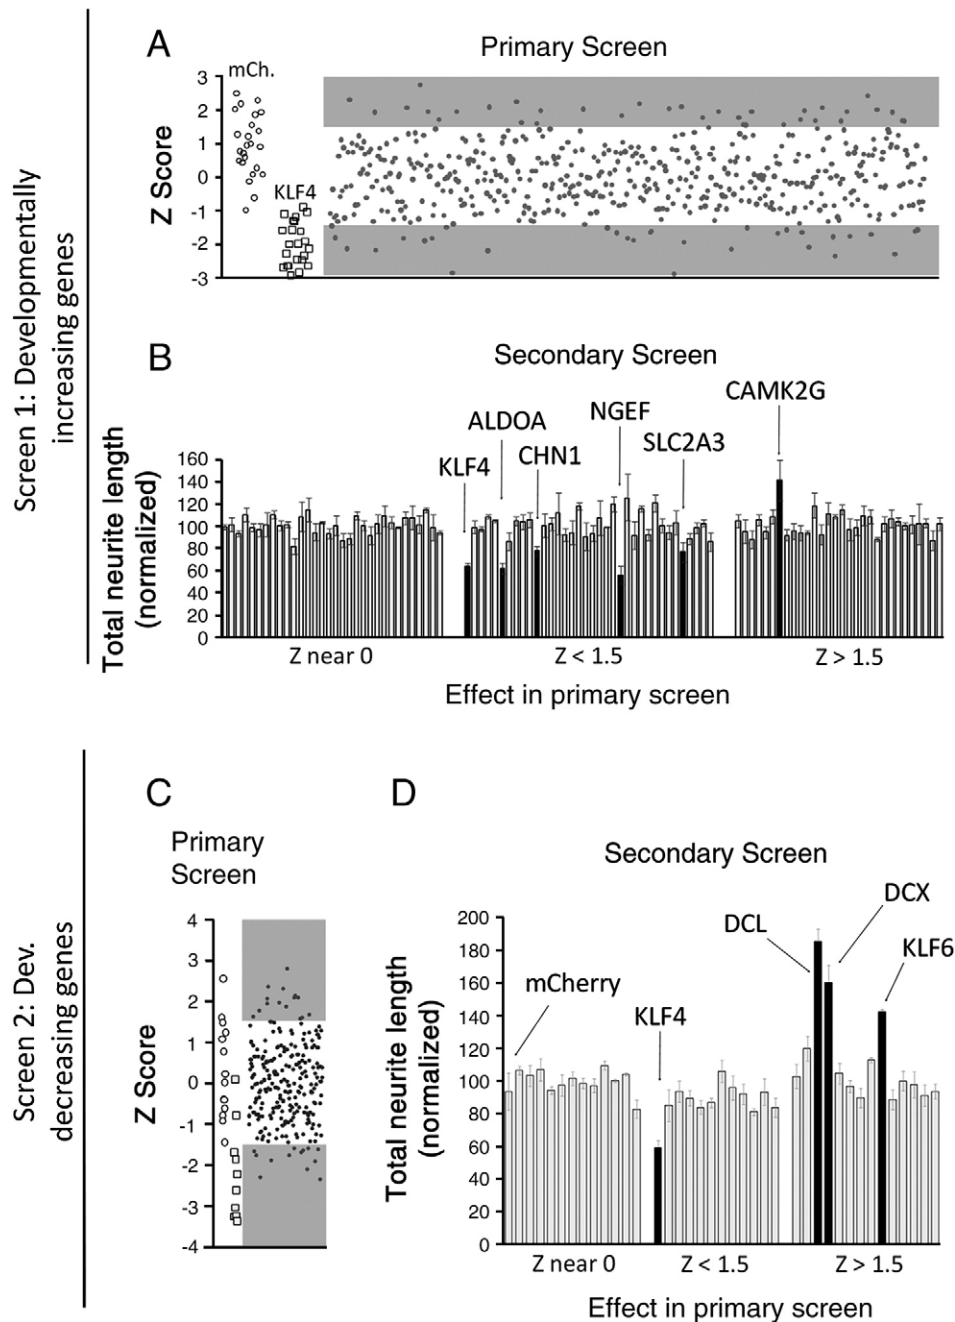 Screen 1: Developmentally
increasing genes
A
Primary Screen
mCh.
KLF4
Z Score
3
2
1
0
-1
-2
-3
B
Secondary Screen
CAMK2G
NGEF
ALDOA
SLC2A3
CHN1
KLF4
Total neurite length
(normalized)
160
140
120
100
80
60
40
20
0
Z near 0
Z < 1.5
Z > 1.5
Effect in primary screen
Screen 2: Dev.
decreasing genes
C
Primary
Screen
Z Score
4
3
2
1
0
-1
-2
-3
-4
D
Secondary Screen
DCX
DCL
KLF6
mCherry
KLF4
Total neurite length
(normalized)
200
180
160
140
120
100
80
60
40
20
0
Z near 0
Z < 1.5
Z > 1.5
Effect in primary screen